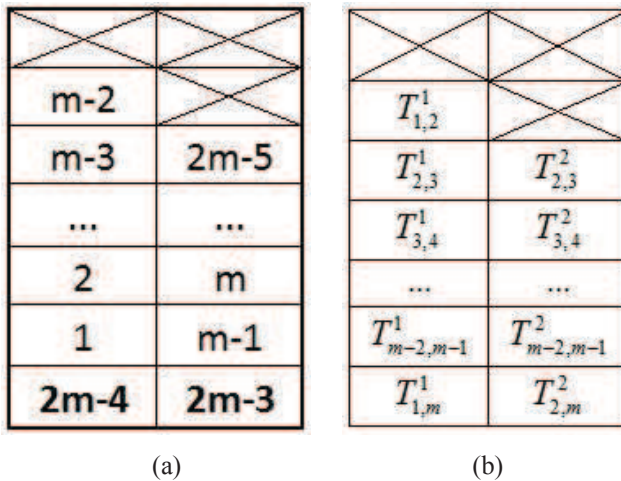 m-2
m-3 2m-5
... ...
2 m
1 m-1
2m-4 2m-3
(a)
T^1_{1,2}
T^1_{2,3} T^2_{2,3}
T^1_{3,4} T^2_{3,4}
... ...
T^1_{m-2,m-1} T^2_{m-2,m-1}
T^1_{1,m} T^2_{2,m}
(b)